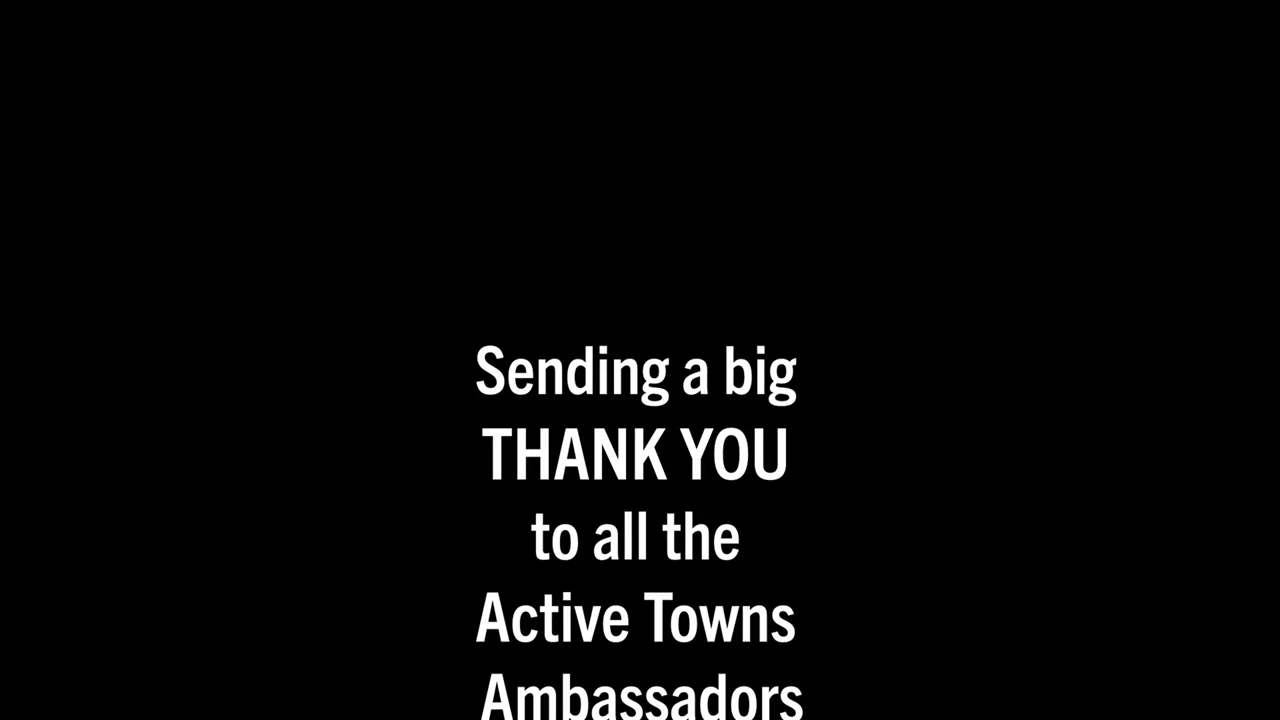 Sending a big
THANK YOU
to all the
Active Towns
Ambassadors